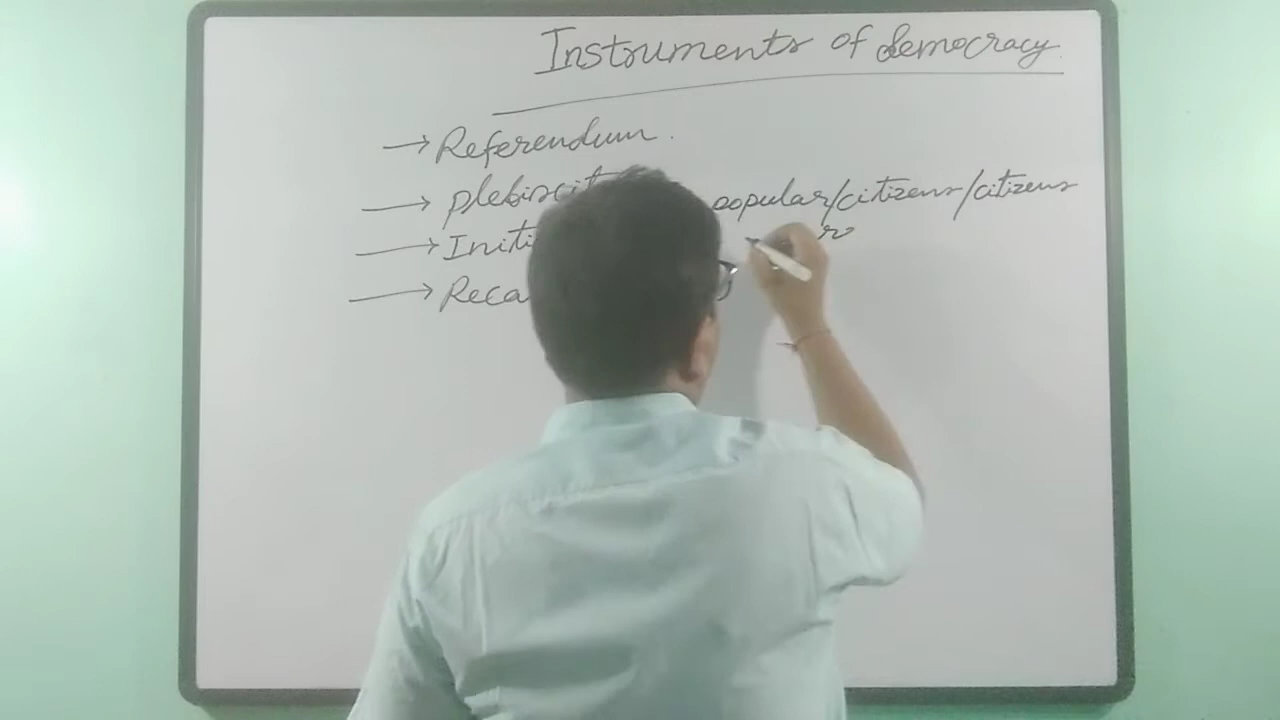 Instruments of democracy
→ Referendum.
→ plebiscit
→ Initi popular/citizens/citizens
→ Reca